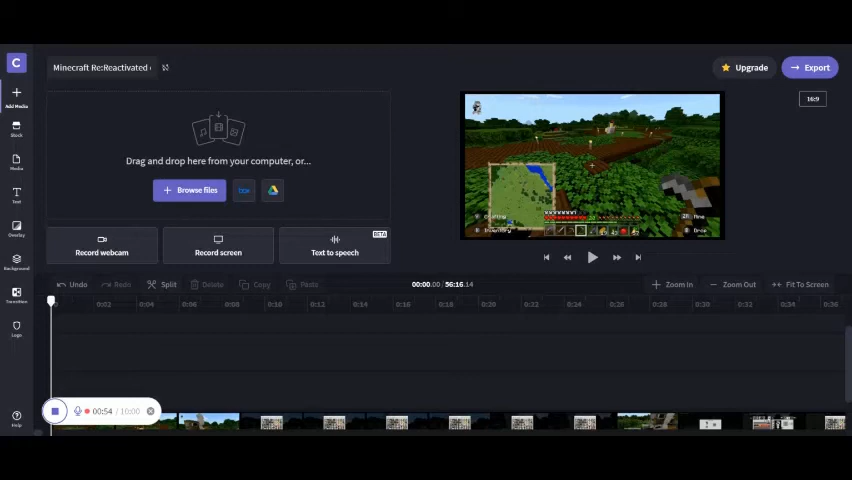 C
Minecraft Re:Reactivated
Upgrade
Export
Add Media
Stock
Media
Text
Overlay
Background
Transition
Logo
Help
16:9
Drag and drop here from your computer, or...
Browse files
box
Record webcam
Record screen
Text to speech
BETA
Crafting
Inventory
Drop
Undo
Redo
Split
Delete
Copy
Paste
00:00.00 / 56:16.14
Zoom In
Zoom Out
Fit To Screen
0 0:02 0:04 0:06 0:08 0:10 0:12 0:14 0:16 0:18 0:20 0:22 0:24 0:26 0:28 0:30 0:32 0:34 0:36
00:54 / 10:00